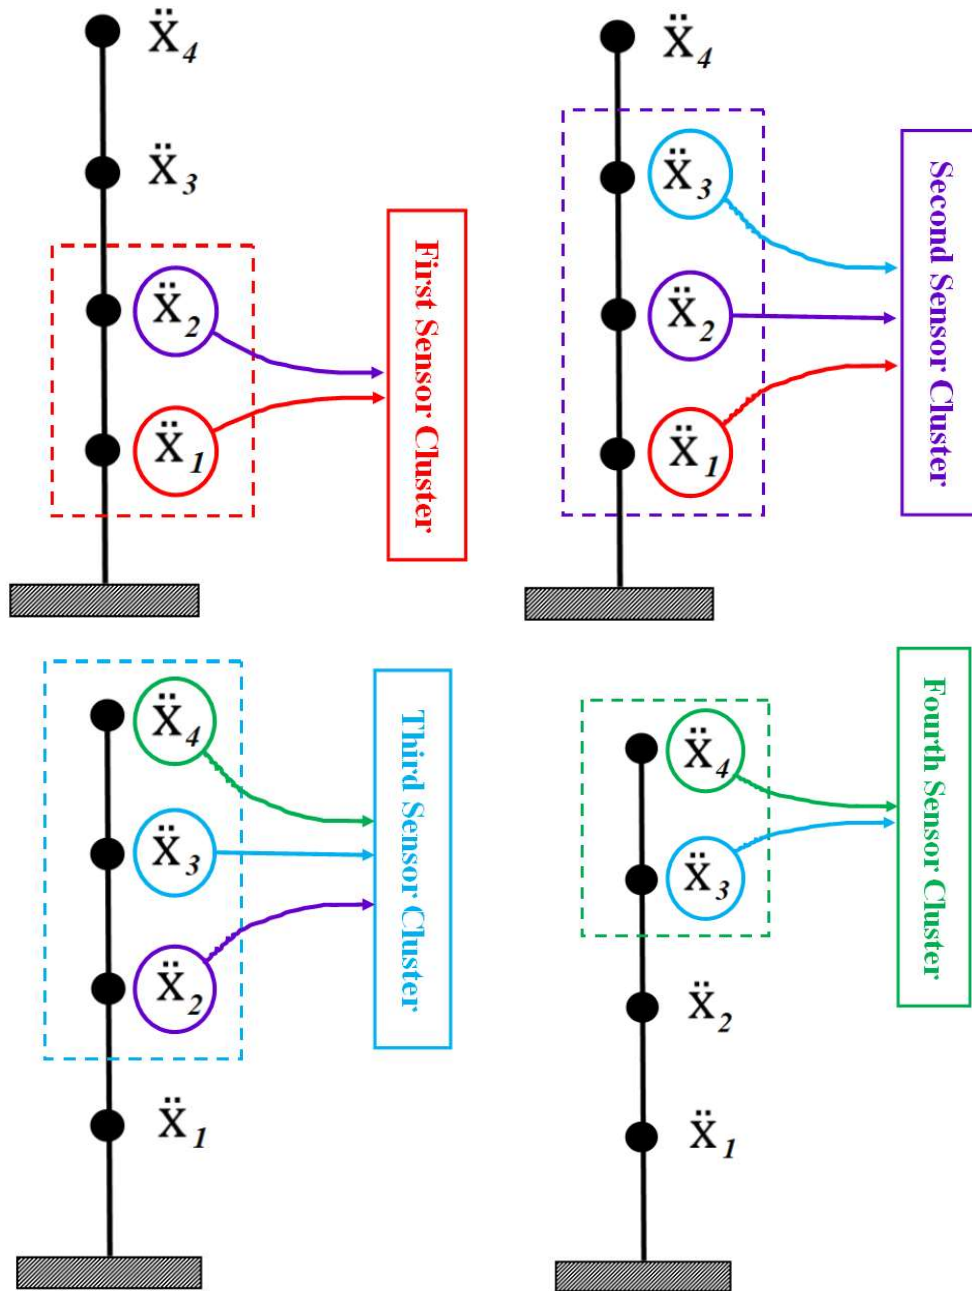 Ẍ4
Ẍ3
Ẍ2
Ẍ1
First Sensor Cluster
Ẍ4
Ẍ3
Ẍ2
Ẍ1
Second Sensor Cluster
Ẍ4
Ẍ3
Ẍ2
Ẍ1
Third Sensor Cluster
Ẍ4
Ẍ3
Ẍ2
Ẍ1
Fourth Sensor Cluster